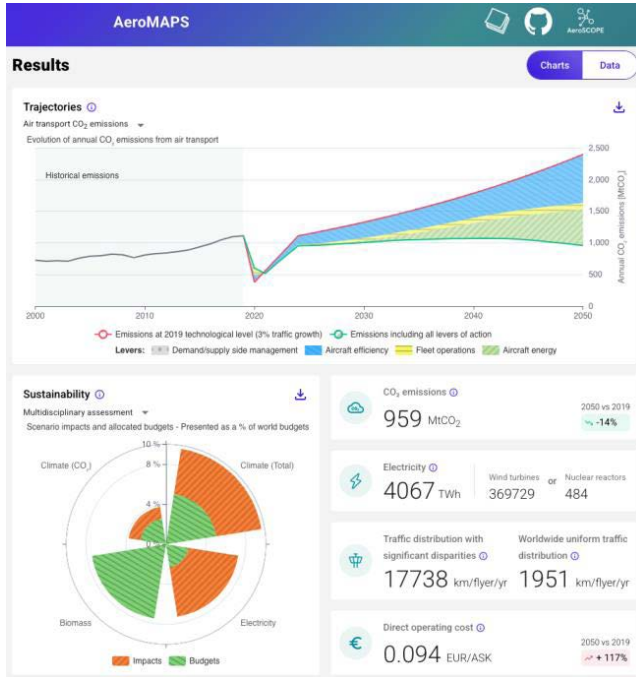 AeroMAPS
AeroSCOPE
Results
Charts
Data
Trajectories
Air transport CO₂ emissions
Evolution of annual CO₂ emissions from air transport
Historical emissions
2,500
2,000
1,500
1,000
500
0
Annual CO₂ emissions [MtCO₂]
2000 2010 2020 2030 2040 2050
Emissions at 2019 technological level (3% traffic growth) Emissions including all levers of action
Levers: Demand/supply side management Aircraft efficiency Fleet operations Aircraft energy
Sustainability
Multidisciplinary assessment
Scenario impacts and allocated budgets - Presented as a % of world budgets
10 %
8 %
4 %
0 %
Climate (CO₂)
Climate (Total)
Biomass
Electricity
Impacts Budgets
CO₂ emissions
959 MtCO₂
2050 vs 2019
-14%
Electricity
4067 TWh
Wind turbines or Nuclear reactors
369729 484
Traffic distribution with significant disparities
17738 km/flyer/yr
Worldwide uniform traffic distribution
1951 km/flyer/yr
Direct operating cost
0.094 EUR/ASK
2050 vs 2019
+ 117%